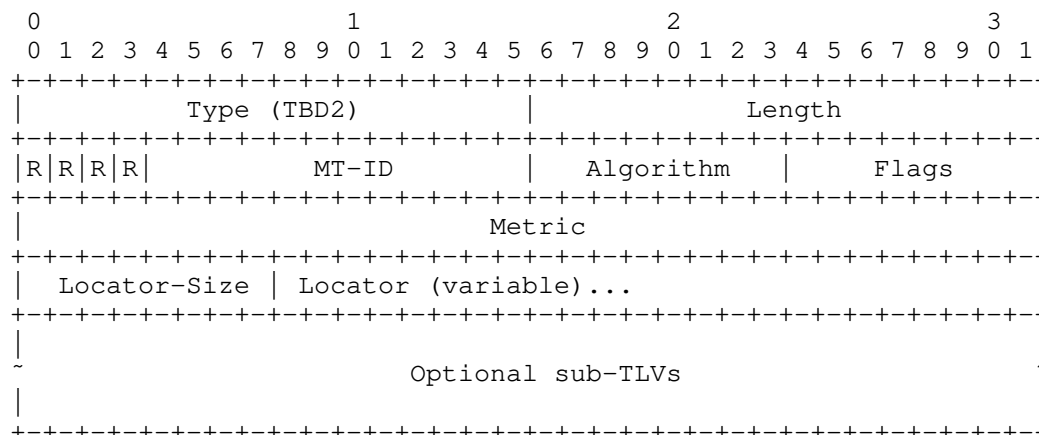 0                   1                   2                   3
0 1 2 3 4 5 6 7 8 9 0 1 2 3 4 5 6 7 8 9 0 1 2 3 4 5 6 7 8 9 0 1
+-+-+-+-+-+-+-+-+-+-+-+-+-+-+-+-+-+-+-+-+-+-+-+-+-+-+-+-+-+-+-+-
|          Type (TBD2)          |             Length
+-+-+-+-+-+-+-+-+-+-+-+-+-+-+-+-+-+-+-+-+-+-+-+-+-+-+-+-+-+-+-+-
|R|R|R|R|          MT-ID        |   Algorithm   |     Flags
+-+-+-+-+-+-+-+-+-+-+-+-+-+-+-+-+-+-+-+-+-+-+-+-+-+-+-+-+-+-+-+-
|                             Metric
+-+-+-+-+-+-+-+-+-+-+-+-+-+-+-+-+-+-+-+-+-+-+-+-+-+-+-+-+-+-+-+-
|  Locator-Size | Locator (variable)...
+-+-+-+-+-+-+-+-+-+-+-+-+-+-+-+-+-+-+-+-+-+-+-+-+-+-+-+-+-+-+-+-
|
~                        Optional sub-TLVs                      ~
|
+-+-+-+-+-+-+-+-+-+-+-+-+-+-+-+-+-+-+-+-+-+-+-+-+-+-+-+-+-+-+-+-